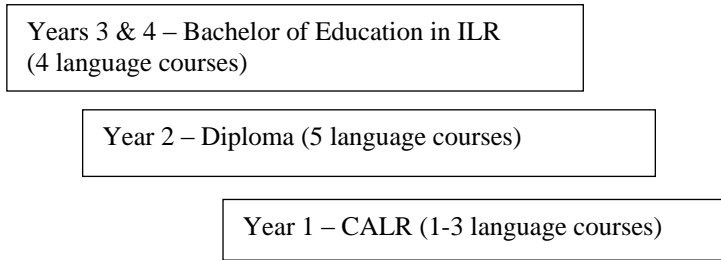 Years 3 & 4 – Bachelor of Education in ILR
(4 language courses)
Year 2 – Diploma (5 language courses)
Year 1 – CALR (1-3 language courses)